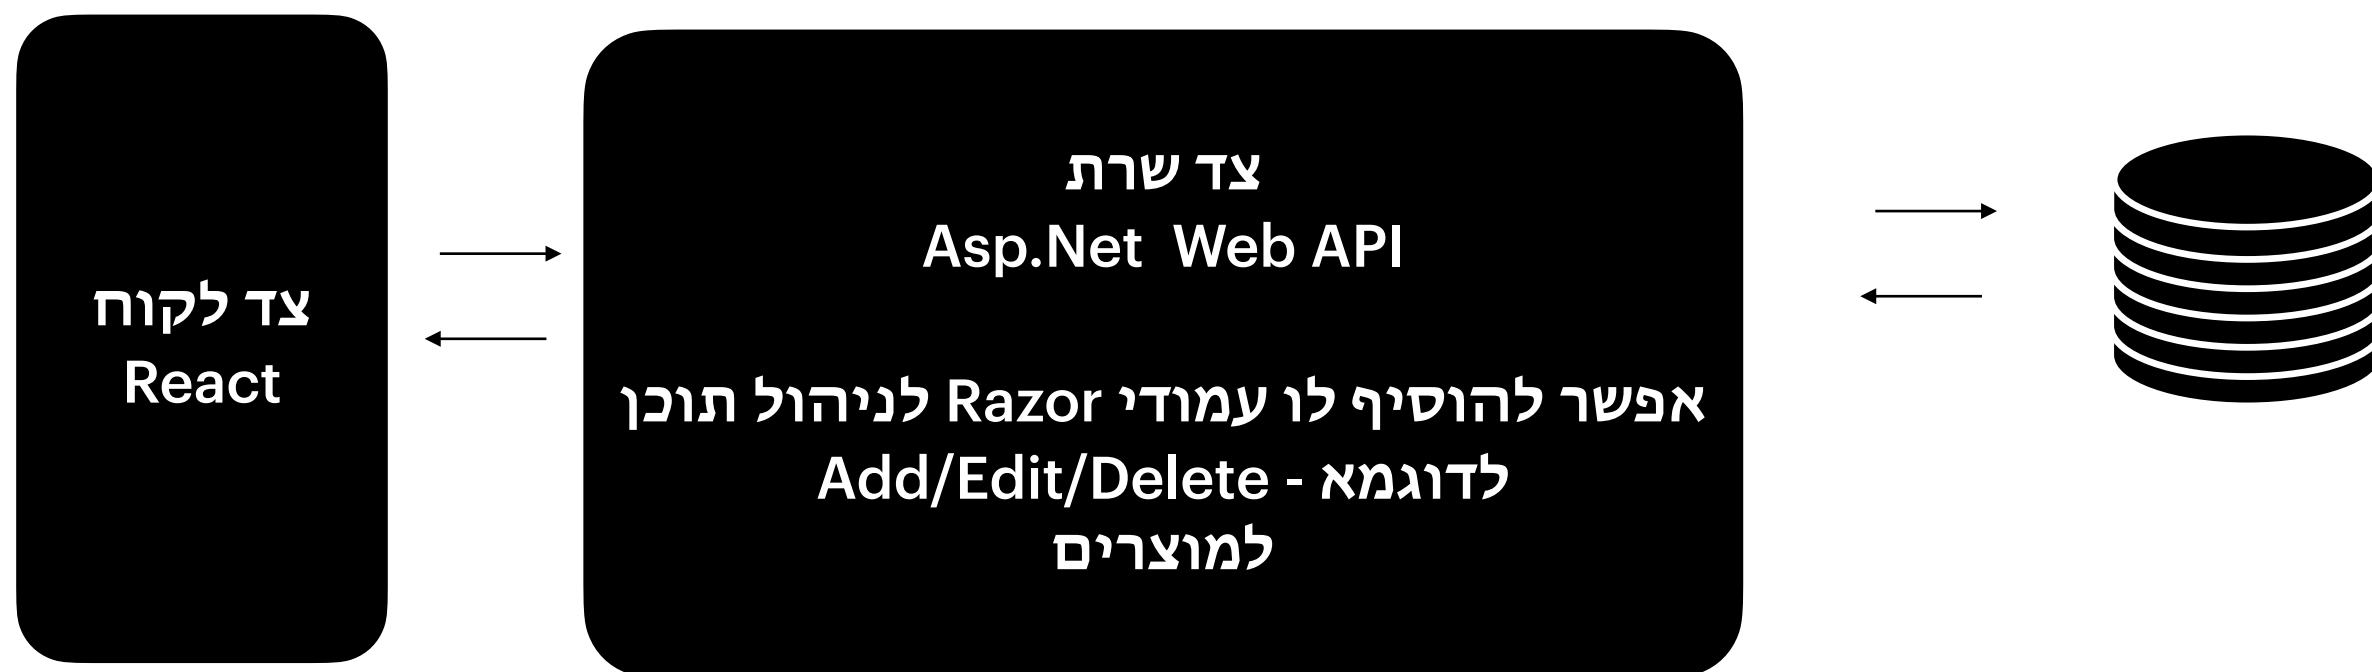 צד לקוח
React
צד שרת
Asp.Net  Web API
אפשר להוסיף לו עמודי Razor לניהול תוכן
לדוגמא - Add/Edit/Delete
למוצרים